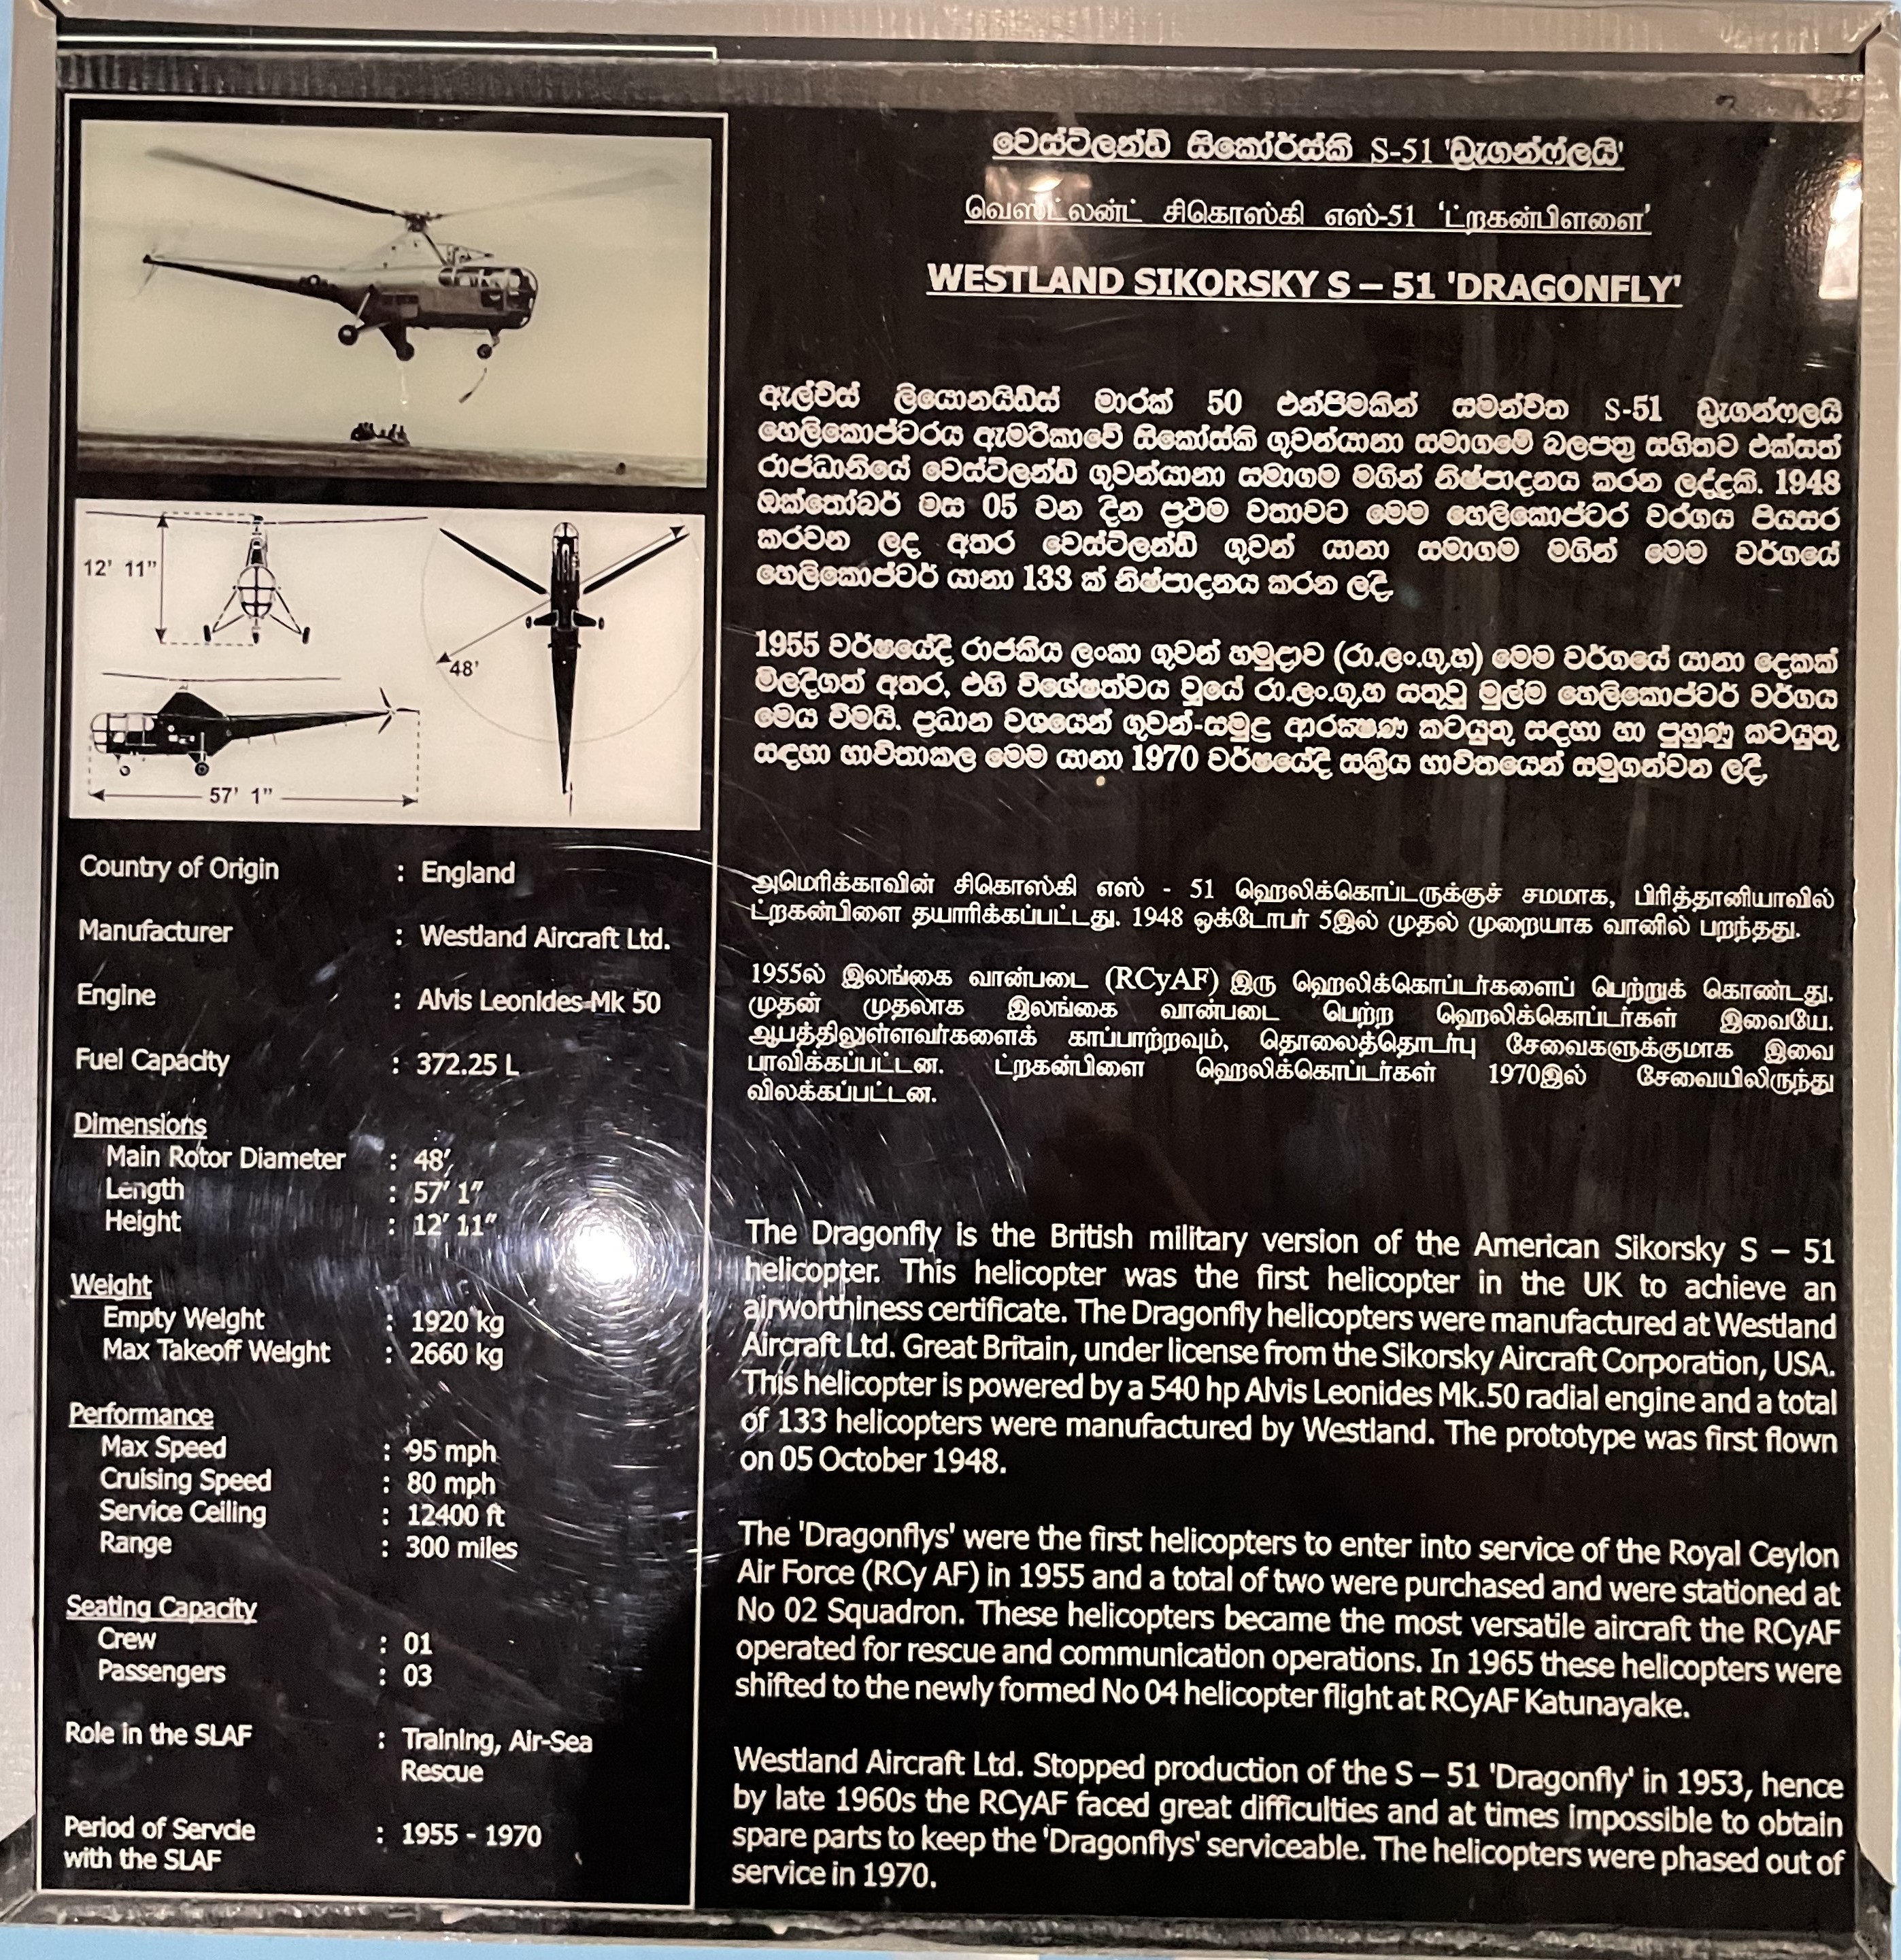 වෙස්ට්ලන්ඩ් සිකෝර්ස්කි S-51 'ඩ්‍රැගන්ෆ්ලයි'
வெஸ்ட்லன்ட் சிகொஸ்கி எஸ்-51 ‘ட்றகன்பிளளை’
WESTLAND SIKORSKY S – 51 'DRAGONFLY'
ඇල්විස් ලියොනයිඩ්ස් මාරක් 50 එන්ජිමකින් සමන්විත S-51 ඩ්‍රැගන්ෆලයි
හෙලිකොප්ටරය ඇමරිකාවේ සිකෝස්කි ගුවන්යානා සමාගමේ බලපත්‍ර සහිතව එක්සත්
රාජධානියේ වෙස්ට්ලන්ඩ් ගුවන්යානා සමාගම මගින් නිෂ්පාදනය කරන ලද්දකි. 1948
ඔක්තෝබර් මස 05 වන දින ප්‍රථම වතාවට මෙම හෙලිකොප්ටර් වර්ගය පියසර
කරවන ලද අතර වෙස්ට්ලන්ඩ් ගුවන් යානා සමාගම මගින් මෙම වර්ගයේ
හෙලිකොප්ටර් යානා 133 ක් නිෂ්පාදනය කරන ලදී.
1955 වර්ෂයේදී රාජකීය ලංකා ගුවන් හමුදාව (රා.ලං.ගු.හ) මෙම වර්ගයේ යානා දෙකක්
මිලදීගත් අතර, එහි විශේෂත්වය වූයේ රා.ලං.ගු.හ සතුවූ මුල්ම හෙලිකොප්ටර් වර්ගය
මෙය වීමයි. ප්‍රධාන වශයෙන් ගුවන්-සමුද්‍ර ආරක්ෂණ කටයුතු සඳහා හා පුහුණු කටයුතු
සඳහා භාවිතාකල මෙම යානා 1970 වර්ෂයේදී සක්‍රීය භාවිතයෙන් සමුගන්වන ලදී.
அமெரிக்காவின் சிகொஸ்கி எஸ் - 51 ஹெலிக்கொப்டருக்குச் சமமாக, பிரித்தானியாவில்
ட்றகன்பிளை தயாரிக்கப்பட்டது. 1948 ஒக்டோபர் 5இல் முதல் முறையாக வானில் பறந்தது.
1955ல் இலங்கை வான்படை (RCyAF) இரு ஹெலிக்கொப்டர்களைப் பெற்றுக் கொண்டது.
முதன் முதலாக இலங்கை வான்படை பெற்ற ஹெலிக்கொப்டர்கள் இவையே.
ஆபத்திலுள்ளவர்களைக் காப்பாற்றவும், தொலைத்தொடர்பு சேவைகளுக்குமாக இவை
பாவிக்கப்பட்டன. ட்றகன்பிளை ஹெலிக்கொப்டர்கள் 1970இல் சேவையிலிருந்து
விலக்கப்பட்டன.
The Dragonfly is the British military version of the American Sikorsky S – 51
helicopter. This helicopter was the first helicopter in the UK to achieve an
airworthiness certificate. The Dragonfly helicopters were manufactured at Westland
Aircraft Ltd. Great Britain, under license from the Sikorsky Aircraft Corporation, USA.
This helicopter is powered by a 540 hp Alvis Leonides Mk.50 radial engine and a total
of 133 helicopters were manufactured by Westland. The prototype was first flown
on 05 October 1948.
The 'Dragonflys' were the first helicopters to enter into service of the Royal Ceylon
Air Force (RCy AF) in 1955 and a total of two were purchased and were stationed at
No 02 Squadron. These helicopters became the most versatile aircraft the RCyAF
operated for rescue and communication operations. In 1965 these helicopters were
shifted to the newly formed No 04 helicopter flight at RCyAF Katunayake.
Westland Aircraft Ltd. Stopped production of the S – 51 'Dragonfly' in 1953, hence
by late 1960s the RCyAF faced great difficulties and at times impossible to obtain
spare parts to keep the 'Dragonflys' serviceable. The helicopters were phased out of
service in 1970.
12' 11"
48'
57' 1"
Country of Origin : England
Manufacturer : Westland Aircraft Ltd.
Engine : Alvis Leonides Mk 50
Fuel Capacity : 372.25 L
Dimensions
Main Rotor Diameter : 48'
Length : 57' 1"
Height : 12' 11"
Weight
Empty Weight : 1920 kg
Max Takeoff Weight : 2660 kg
Performance
Max Speed : 95 mph
Cruising Speed : 80 mph
Service Ceiling : 12400 ft
Range : 300 miles
Seating Capacity
Crew : 01
Passengers : 03
Role in the SLAF : Training, Air-Sea
Rescue
Period of Servcie : 1955 - 1970
with the SLAF